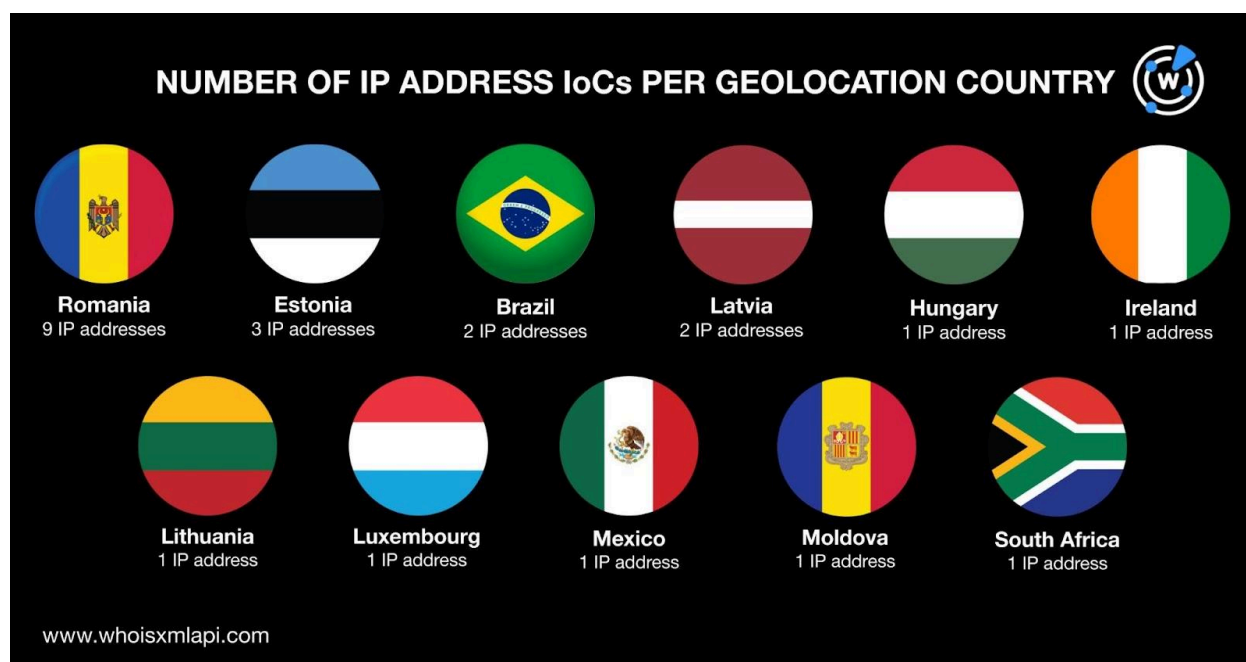 NUMBER OF IP ADDRESS IoCs PER GEOLOCATION COUNTRY
W
Romania
9 IP addresses
Estonia
3 IP addresses
Brazil
2 IP addresses
Latvia
2 IP addresses
Hungary
1 IP address
Ireland
1 IP address
Lithuania
1 IP address
Luxembourg
1 IP address
Mexico
1 IP address
Moldova
1 IP address
South Africa
1 IP address
www.whoisxmlapi.com